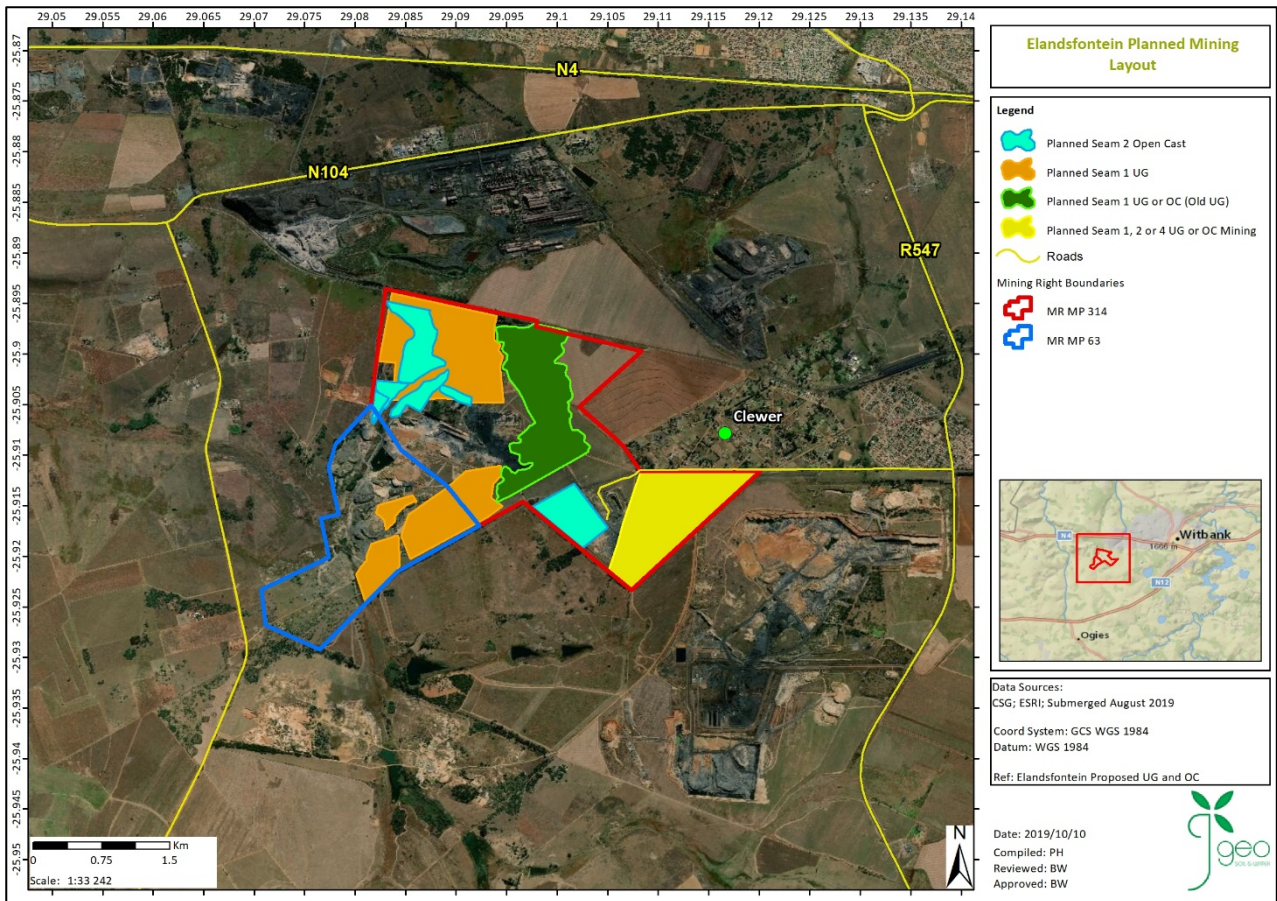 29.05 29.06 29.065 29.07 29.075 29.08 29.085 29.09 29.095 29.1 29.105 29.11 29.115 29.12 29.125 29.13 29.135 29.14
-25.87
-25.875
-25.88
-25.885
-25.89
-25.895
-25.9
-25.905
-25.91
-25.915
-25.92
-25.925
-25.93
-25.935
-25.94
-25.945
-25.95
N4
N104
R547
Clewer
Km
0 0.75 1.5
Scale: 1:33 242
N
Elandsfontein Planned Mining
Layout
Legend
Planned Seam 2 Open Cast
Planned Seam 1 UG
Planned Seam 1 UG or OC (Old UG)
Planned Seam 1, 2 or 4 UG or OC Mining
Roads
Mining Right Boundaries
MR MP 314
MR MP 63
N4
Witbank
1666 m
N12
Ogies
Data Sources:
CSG; ESRI; Submerged August 2019
Coord System: GCS WGS 1984
Datum: WGS 1984
Ref: Elandsfontein Proposed UG and OC
Date: 2019/10/10
Compiled: PH
Reviewed: BW
Approved: BW
geo
SOIL & WATER